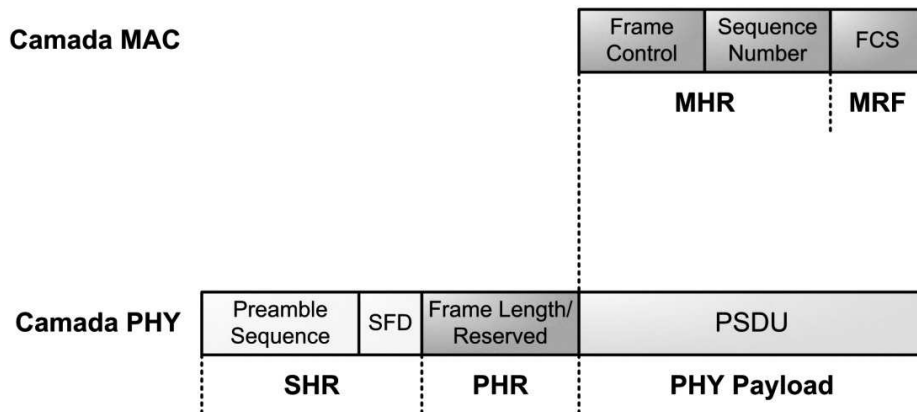 Camada MAC
Frame
Control
Sequence
Number
FCS
MHR
MRF
Camada PHY
Preamble
Sequence
SFD
Frame Length/
Reserved
PSDU
SHR
PHR
PHY Payload